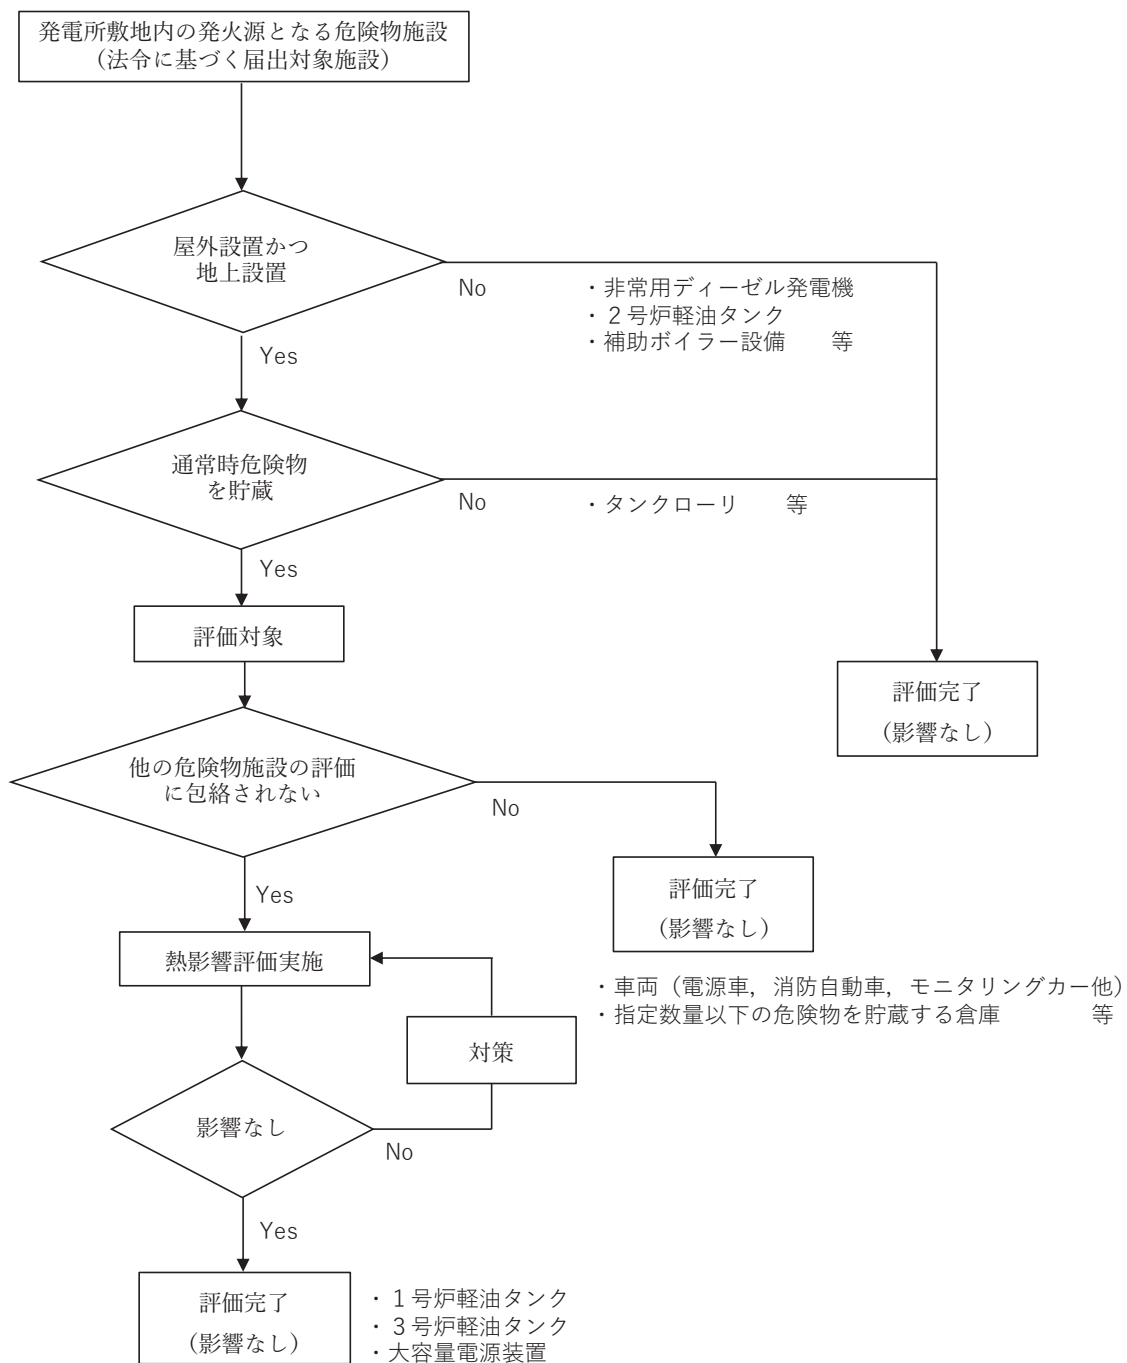 発電所敷地内の発火源となる危険物施設
（法令に基づく届出対象施設）
屋外設置かつ
地上設置
No
・非常用ディーゼル発電機
・２号炉軽油タンク
・補助ボイラー設備　　等
Yes
通常時危険物
を貯蔵
No
・タンクローリ　　等
Yes
評価対象
評価完了
（影響なし）
他の危険物施設の評価
に包絡されない
No
評価完了
（影響なし）
Yes
・車両（電源車，消防自動車，モニタリングカー他）
・指定数量以下の危険物を貯蔵する倉庫　　　　等
熱影響評価実施
対策
影響なし
No
Yes
評価完了
（影響なし）
・１号炉軽油タンク
・３号炉軽油タンク
・大容量電源装置